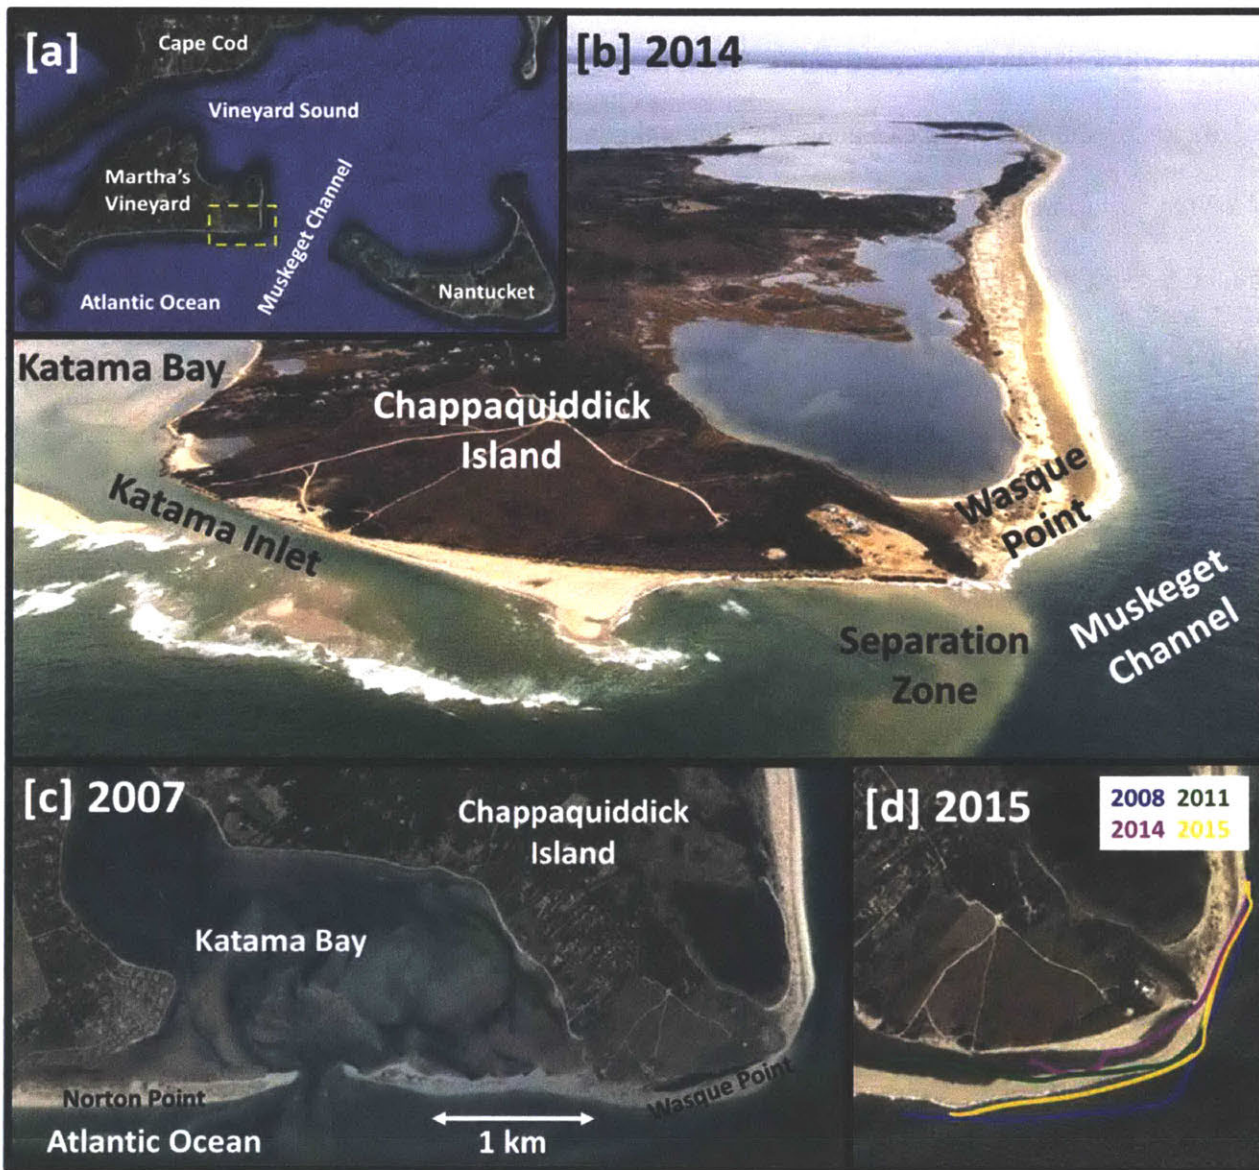 [a]
Cape Cod
Vineyard Sound
Martha's
Vineyard
Muskeget Channel
Nantucket
Atlantic Ocean
[b] 2014
Katama Bay
Chappaquiddick
Island
Katama Inlet
Wasque
Point
Muskeget
Channel
Separation
Zone
[c] 2007
Chappaquiddick
Island
Katama Bay
Norton Point
Wasque Point
Atlantic Ocean
1 km
[d] 2015
2008 2011
2014 2015